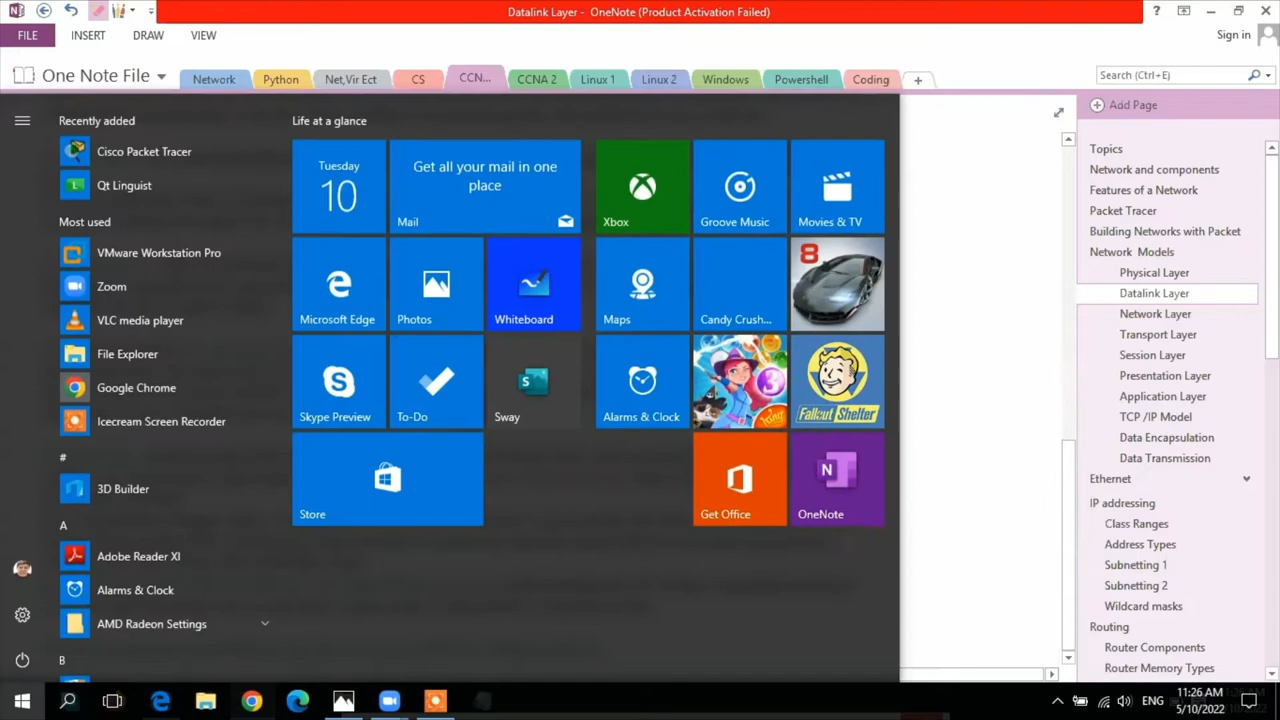 Datalink Layer - OneNote (Product Activation Failed)
?
FILE
INSERT
DRAW
VIEW
Sign in
One Note File
Network
Python
Net,Vir Ect
CS
CCN...
CCNA 2
Linux 1
Linux 2
Windows
Powershell
Coding
Search (Ctrl+E)
Recently added
Cisco Packet Tracer
Qt Linguist
Most used
VMware Workstation Pro
Zoom
VLC media player
File Explorer
Google Chrome
Icecream Screen Recorder
#
3D Builder
A
Adobe Reader XI
Alarms & Clock
AMD Radeon Settings
B
Life at a glance
Tuesday
10
Get all your mail in one
place
Mail
Xbox
Groove Music
Movies & TV
Microsoft Edge
Photos
Whiteboard
Maps
Candy Crush...
8
Skype Preview
To-Do
Sway
Alarms & Clock
3
King
Fallout Shelter
Store
Get Office
OneNote
Add Page
Topics
Network and components
Features of a Network
Packet Tracer
Building Networks with Packet
Network Models
Physical Layer
Datalink Layer
Network Layer
Transport Layer
Session Layer
Presentation Layer
Application Layer
TCP /IP Model
Data Encapsulation
Data Transmission
Ethernet
IP addressing
Class Ranges
Address Types
Subnetting 1
Subnetting 2
Wildcard masks
Routing
Router Components
Router Memory Types
ENG
11:26 AM
5/10/2022